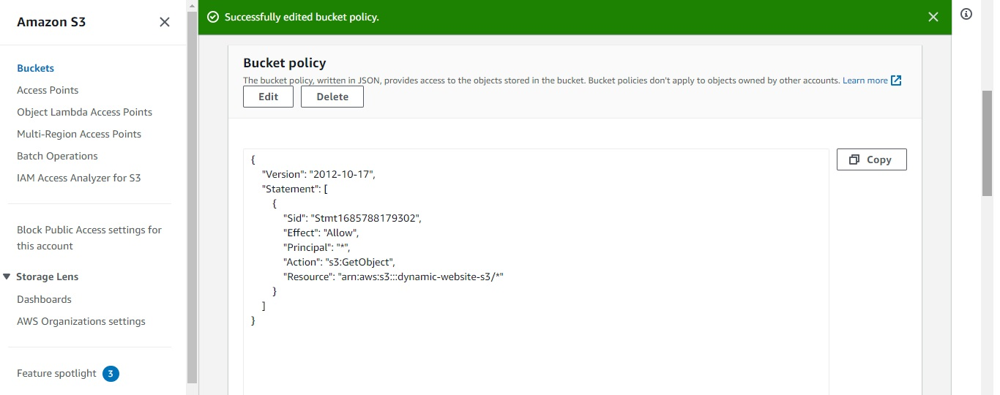 Amazon S3
Buckets
Access Points
Object Lambda Access Points
Multi-Region Access Points
Batch Operations
IAM Access Analyzer for S3
Block Public Access settings for
this account
Storage Lens
Dashboards
AWS Organizations settings
Feature spotlight 3
Successfully edited bucket policy.
Bucket policy
The bucket policy, written in JSON, provides access to the objects stored in the bucket. Bucket policies don't apply to objects owned by other accounts. Learn more
Edit Delete
Copy
{
"Version": "2012-10-17",
"Statement": [
{
"Sid": "Stmt1685788179302",
"Effect": "Allow",
"Principal": "*",
"Action": "s3:GetObject",
"Resource": "arn:aws:s3:::dynamic-website-s3/*"
}
]
}